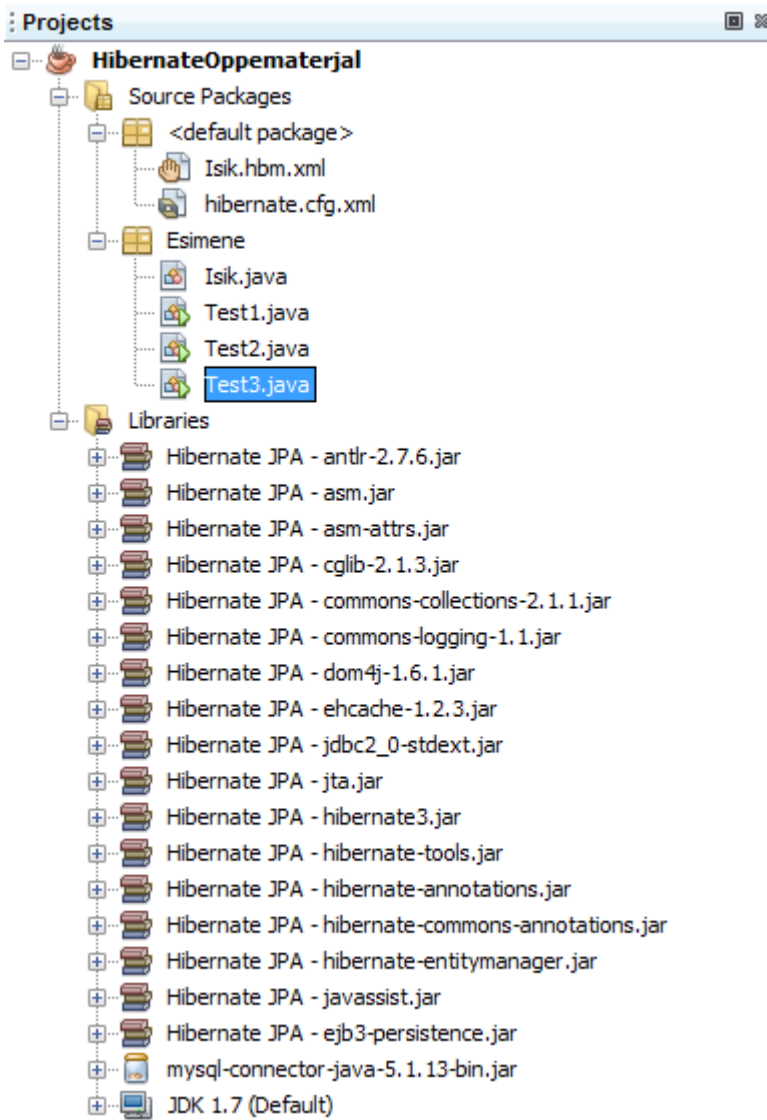 Projects
HibernateOppematerjal
Source Packages
<default package>
Isik.hbm.xml
hibernate.cfg.xml
Esimene
Isik.java
Test1.java
Test2.java
Test3.java
Libraries
Hibernate JPA - antlr-2.7.6.jar
Hibernate JPA - asm.jar
Hibernate JPA - asm-attrs.jar
Hibernate JPA - cglib-2.1.3.jar
Hibernate JPA - commons-collections-2.1.1.jar
Hibernate JPA - commons-logging-1.1.jar
Hibernate JPA - dom4j-1.6.1.jar
Hibernate JPA - ehcache-1.2.3.jar
Hibernate JPA - jdbc2_0-stdext.jar
Hibernate JPA - jta.jar
Hibernate JPA - hibernate3.jar
Hibernate JPA - hibernate-tools.jar
Hibernate JPA - hibernate-annotations.jar
Hibernate JPA - hibernate-commons-annotations.jar
Hibernate JPA - hibernate-entitymanager.jar
Hibernate JPA - javassist.jar
Hibernate JPA - ejb3-persistence.jar
mysql-connector-java-5.1.13-bin.jar
JDK 1.7 (Default)